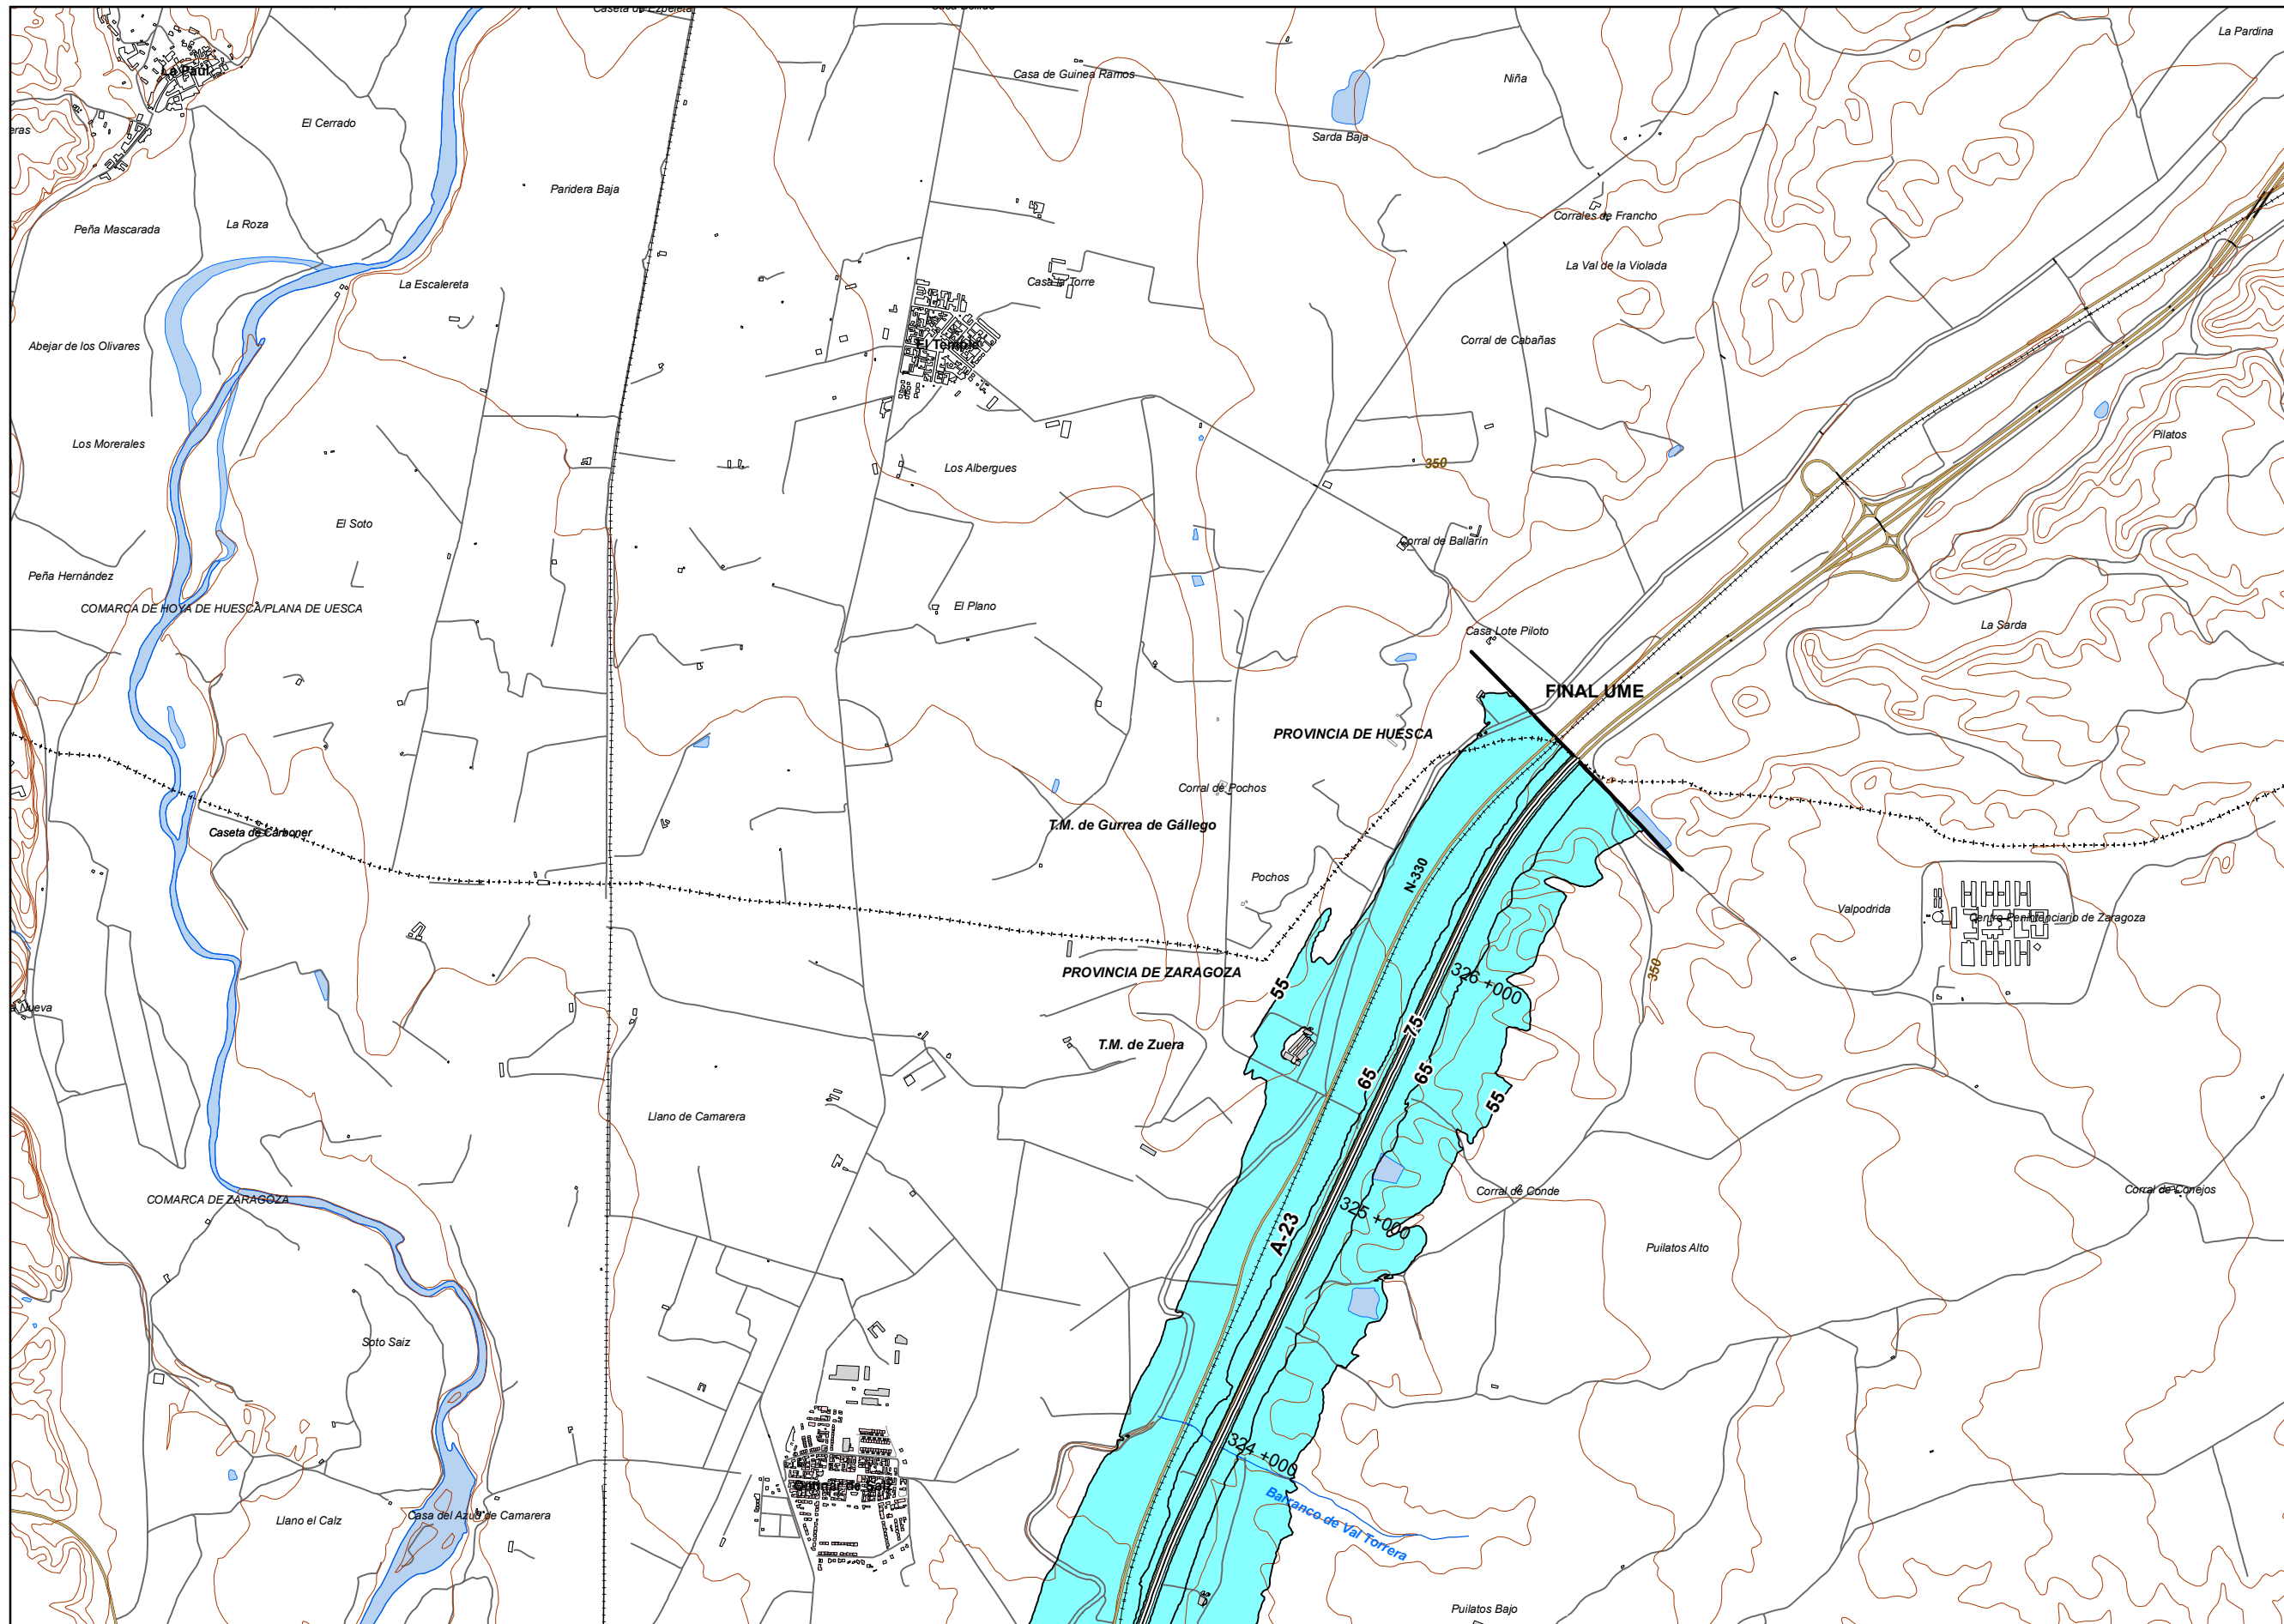 La Pardina
La Paul
Casa de Guinea Ramos
Niña
El Cerrado
Sarda Baja
Paridera Baja
Corrales de Francho
Peña Mascarada
La Roza
La Val de la Violada
La Escalereta
Casa la Torre
Abejar de los Olivares
El Temple
Corral de Cabañas
Los Morerales
Pilatos
Los Albergues
350
El Soto
Corral de Ballarín
Peña Hernández
COMARCA DE HOYA DE HUESCA/PLANA DE UESCA
El Plano
La Sarda
Casa Lote Piloto
FINAL UME
PROVINCIA DE HUESCA
Corral de Pochos
T.M. de Gurrea de Gállego
Caseta de Carboner
N-330
Pochos
Valpodrida
Centro Penitenciario de Zaragoza
PROVINCIA DE ZARAGOZA
350
326 +000
55
Nueva
75
T.M. de Zuera
65
65
55
Llano de Camarera
COMARCA DE ZARAGOZA
Corral de Conde
Corral de Conejos
325 +000
A-23
Puilatos Alto
Soto Saiz
324 +000
Casa del Azud de Camarera
Llano el Calz
Barranco de Val Torrera
Puilatos Bajo